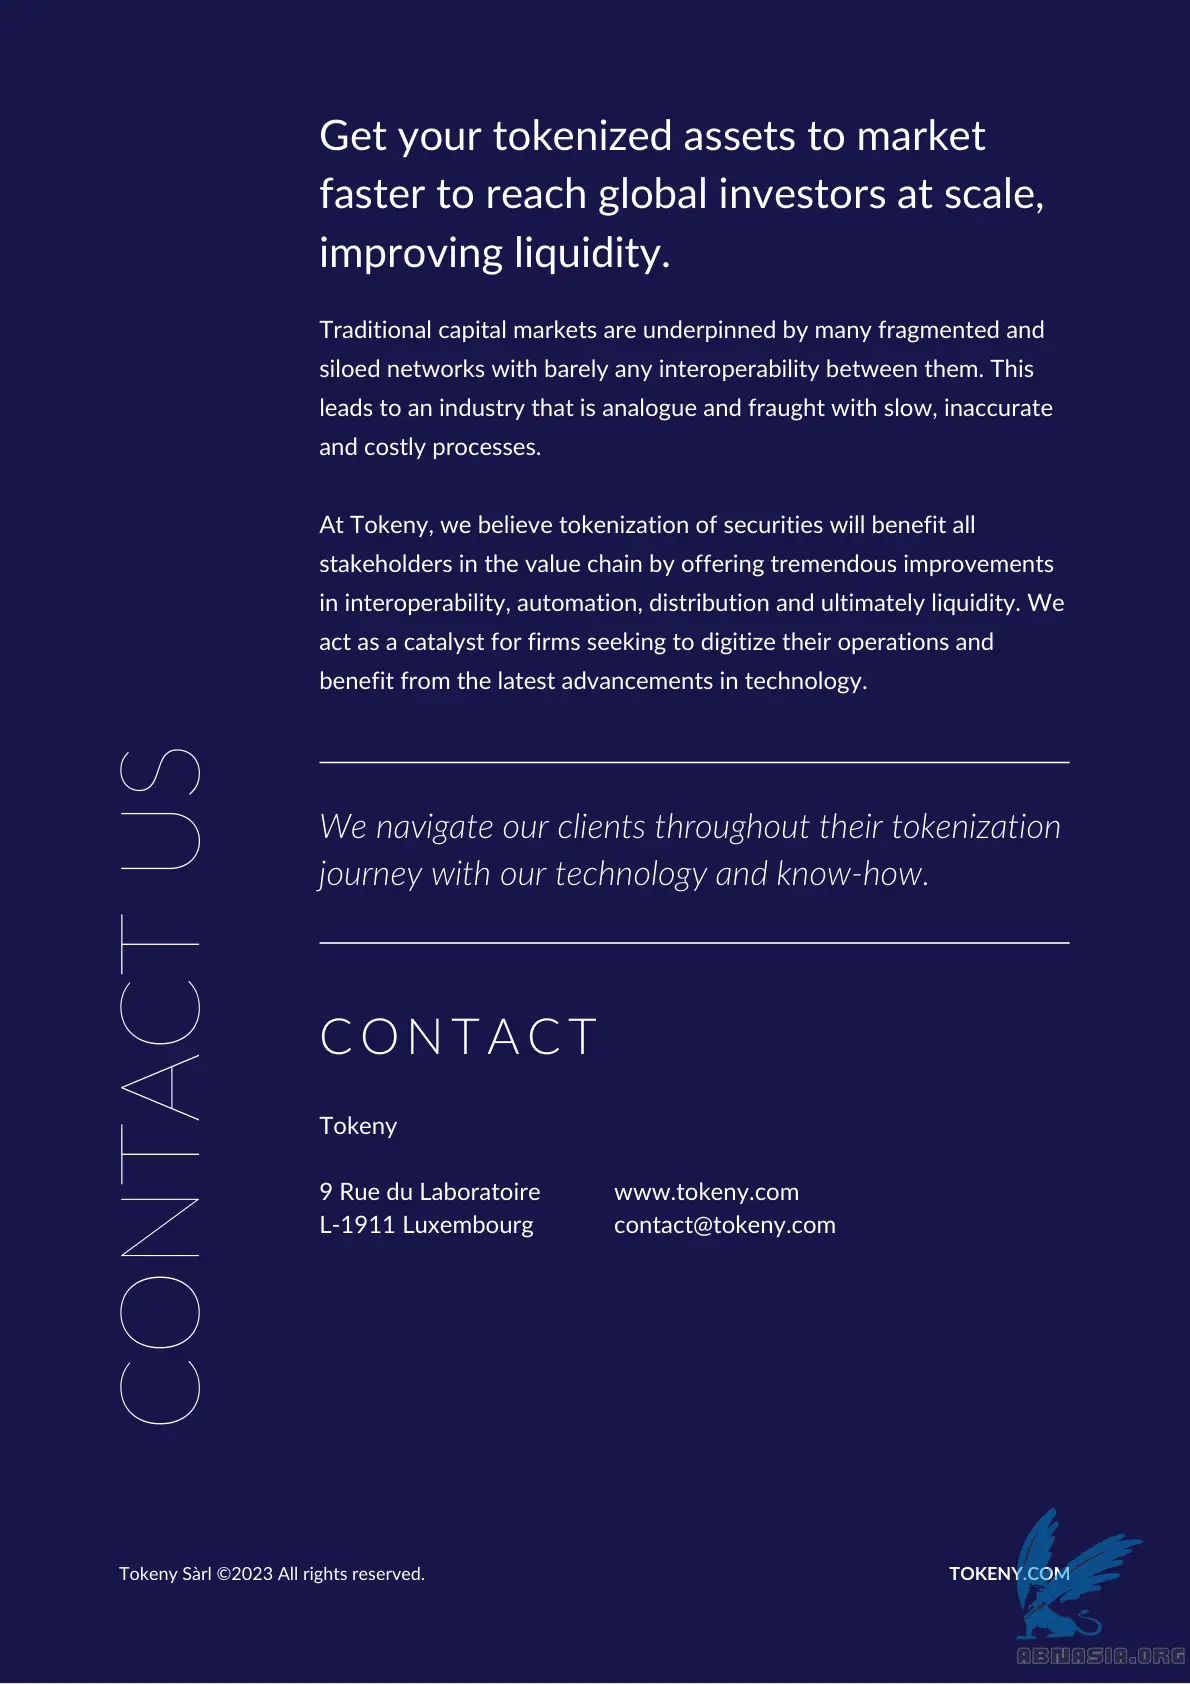 Get your tokenized assets to market
faster to reach global investors at scale,
improving liquidity.
Traditional capital markets are underpinned by many fragmented and
siloed networks with barely any interoperability between them. This
leads to an industry that is analogue and fraught with slow, inaccurate
and costly processes.
At Tokeny, we believe tokenization of securities will benefit all
stakeholders in the value chain by offering tremendous improvements
in interoperability, automation, distribution and ultimately liquidity. We
act as a catalyst for firms seeking to digitize their operations and
benefit from the latest advancements in technology.
CONTACT US
We navigate our clients throughout their tokenization
journey with our technology and know-how.
CONTACT
Tokeny
9 Rue du Laboratoire
L-1911 Luxembourg
www.tokeny.com
contact@tokeny.com
Tokeny Sàrl ©2023 All rights reserved.
TOKENY.COM
ABNASIA.ORG